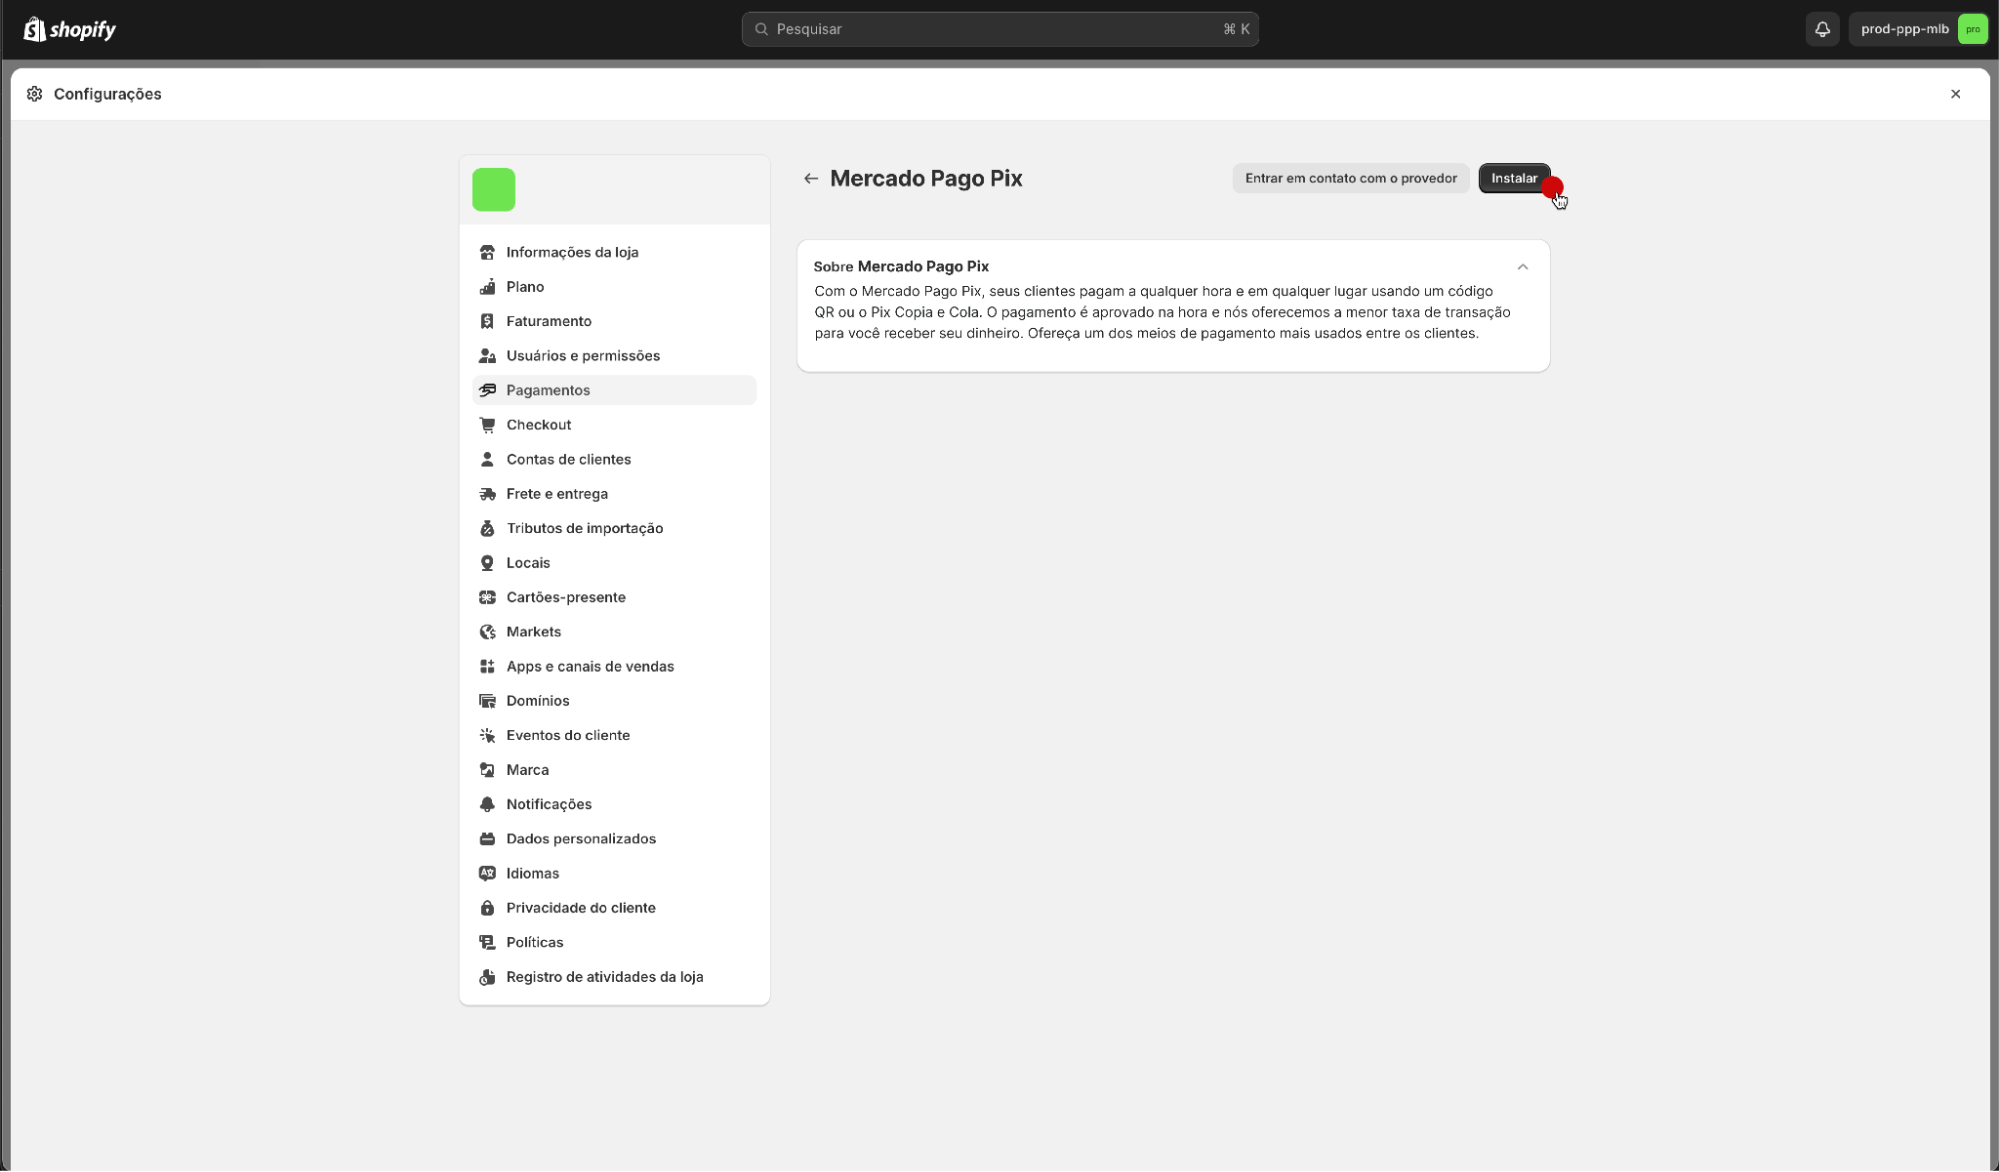 shopify
Pesquisar
⌘ K
prod-ppp-mlb
pro
Configurações
Mercado Pago Pix
Entrar em contato com o provedor
Instalar
Informações da loja
Plano
Faturamento
Usuários e permissões
Pagamentos
Checkout
Contas de clientes
Frete e entrega
Tributos de importação
Locais
Cartões-presente
Markets
Apps e canais de vendas
Domínios
Eventos do cliente
Marca
Notificações
Dados personalizados
Idiomas
Privacidade do cliente
Políticas
Registro de atividades da loja
Sobre Mercado Pago Pix
Com o Mercado Pago Pix, seus clientes pagam a qualquer hora e em qualquer lugar usando um código
QR ou o Pix Copia e Cola. O pagamento é aprovado na hora e nós oferecemos a menor taxa de transação
para você receber seu dinheiro. Ofereça um dos meios de pagamento mais usados entre os clientes.